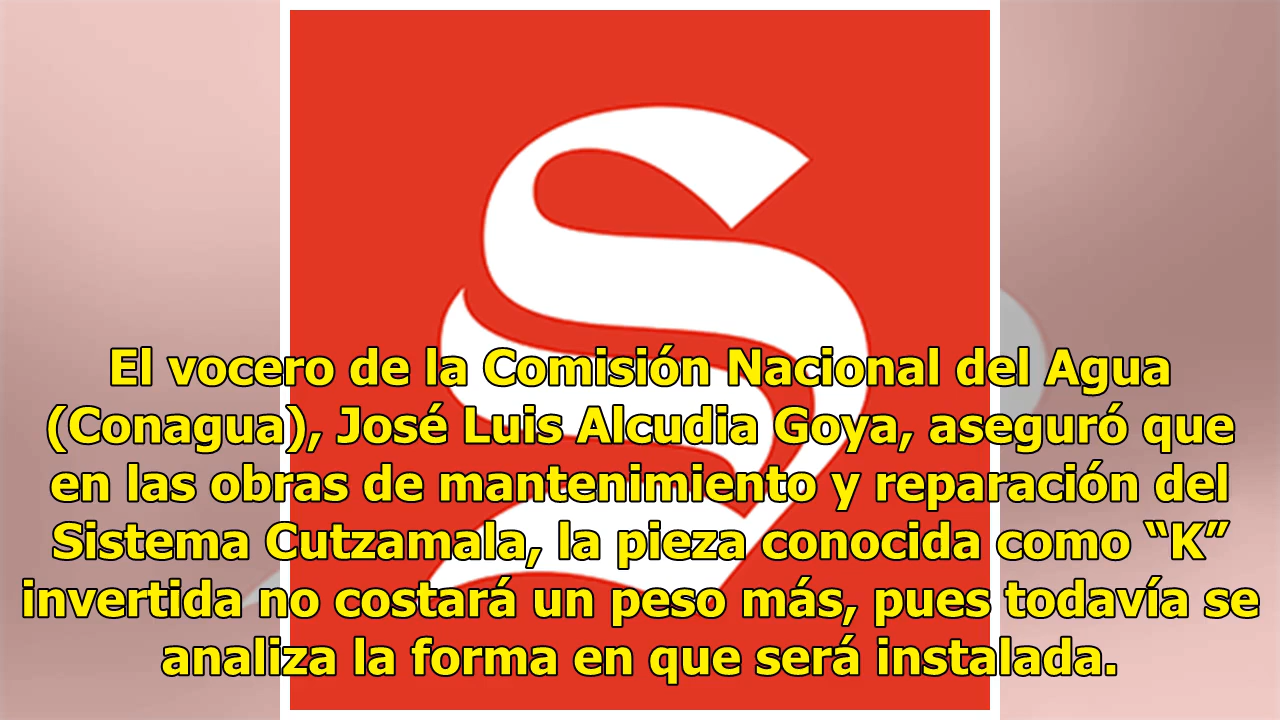 El vocero de la Comisión Nacional del Agua
(Conagua), José Luis Alcudia Goya, aseguró que
en las obras de mantenimiento y reparación del
Sistema Cutzamala, la pieza conocida como “K”
invertida no costará un peso más, pues todavía se
analiza la forma en que será instalada.